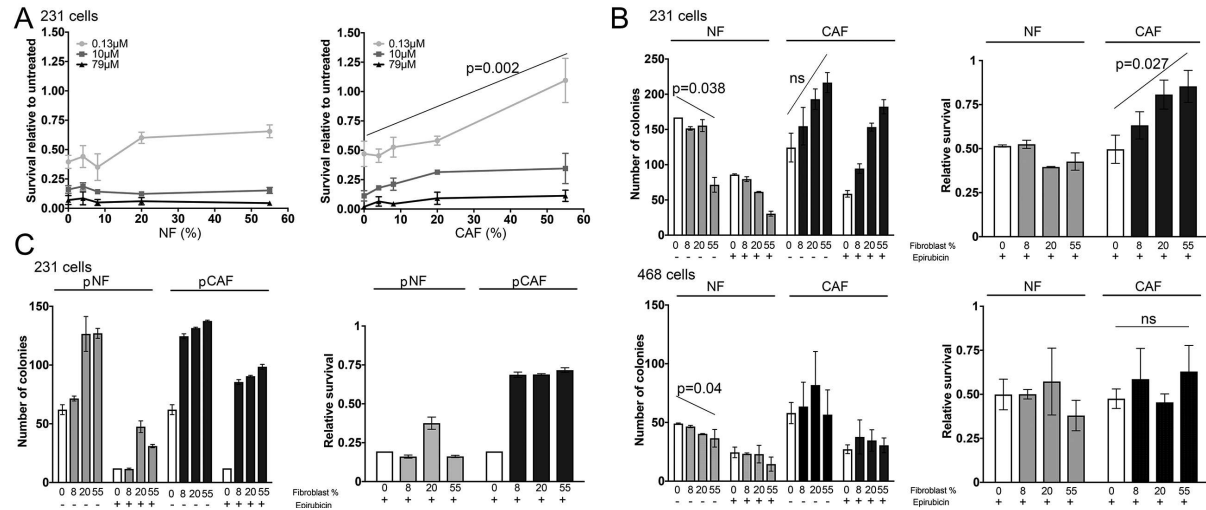 A
231 cells
Survival relative to untreated
1.50
1.25
1.00
0.75
0.50
0.25
0.00
0.13µM
10µM
79µM
0 10 20 30 40 50 60
NF (%)
Survival relative to untreated
1.50
1.25
1.00
0.75
0.50
0.25
0.00
0.13µM
10µM
79µM
p=0.002
0 10 20 30 40 50 60
CAF (%)
B
231 cells
NF CAF
Number of colonies
250
200
150
100
50
0
p=0.038
ns
0 8 20 55 0 8 20 55 0 8 20 55 0 8 20 55 Fibroblast %
- - - - + + + + - - - - + + + + Epirubicin
NF CAF
Relative survival
1.5
1
0.5
0
p=0.027
0 8 20 55 0 8 20 55
+ + + + + + + +
468 cells
NF CAF
Number of colonies
150
100
50
0
p=0.04
0 8 20 55 0 8 20 55 0 8 20 55 0 8 20 55 Fibroblast %
- - - - + + + + - - - - + + + + Epirubicin
NF CAF
Relative survival
1.0
0.5
0
ns
0 8 20 55 0 8 20 55
+ + + + + + + +
C
231 cells
pNF pCAF
Number of colonies
150
100
50
0
0 8 20 55 0 8 20 55 0 8 20 55 0 8 20 55 Fibroblast %
- - - - + + + + - - - - + + + + Epirubicin
pNF pCAF
Relative survival
1
0.75
0.50
0.25
0
0 8 20 55 0 8 20 55
+ + + + + + + +